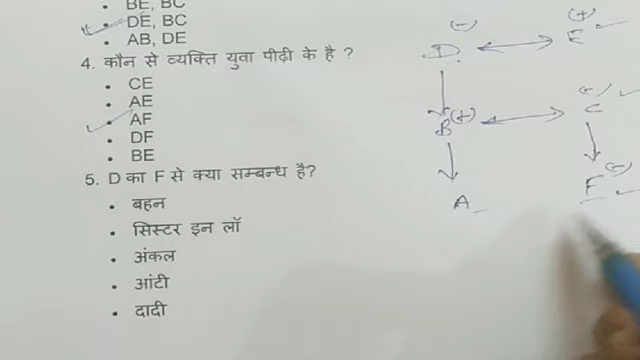 BE, BC
DE, BC
AB, DE
4. कौन से व्यक्ति युवा पीढ़ी के है ?
CE
AE
AF
DF
BE
5. D का F से क्या सम्बन्ध है?
बहन
सिस्टर इन लॉ
अंकल
आंटी
दादी
(-) (+)
D E
(+) (-)
B C
(-)
A F